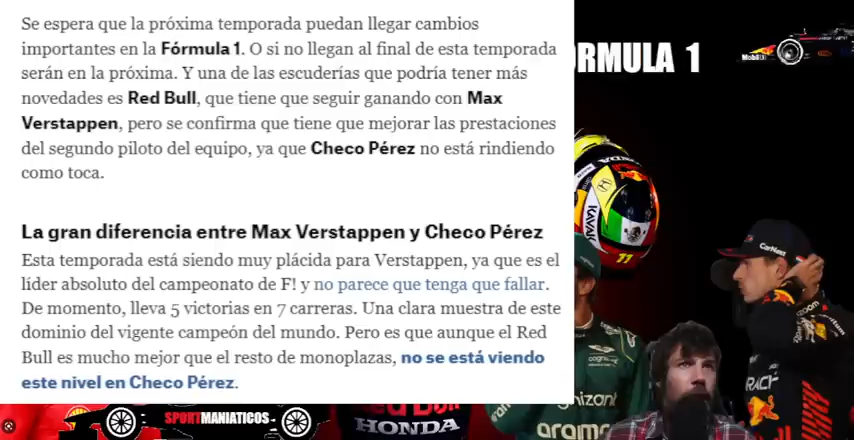 Se espera que la próxima temporada puedan llegar cambios
importantes en la Fórmula 1. O si no llegan al final de esta temporada
serán en la próxima. Y una de las escuderías que podría tener más
novedades es Red Bull, que tiene que seguir ganando con Max
Verstappen, pero se confirma que tiene que mejorar las prestaciones
del segundo piloto del equipo, ya que Checo Pérez no está rindiendo
como toca.
La gran diferencia entre Max Verstappen y Checo Pérez
Esta temporada está siendo muy plácida para Verstappen, ya que es el
líder absoluto del campeonato de F! y no parece que tenga que fallar.
De momento, lleva 5 victorias en 7 carreras. Una clara muestra de este
dominio del vigente campeón del mundo. Pero es que aunque el Red
Bull es mucho mejor que el resto de monoplazas, no se está viendo
este nivel en Checo Pérez.
ÓRMULA 1
Mobil
HONDA
KAYAK
11
CarNext
cognizant
ognizant
aramco
SPORTMANIATICOS
Red Bull
HONDA